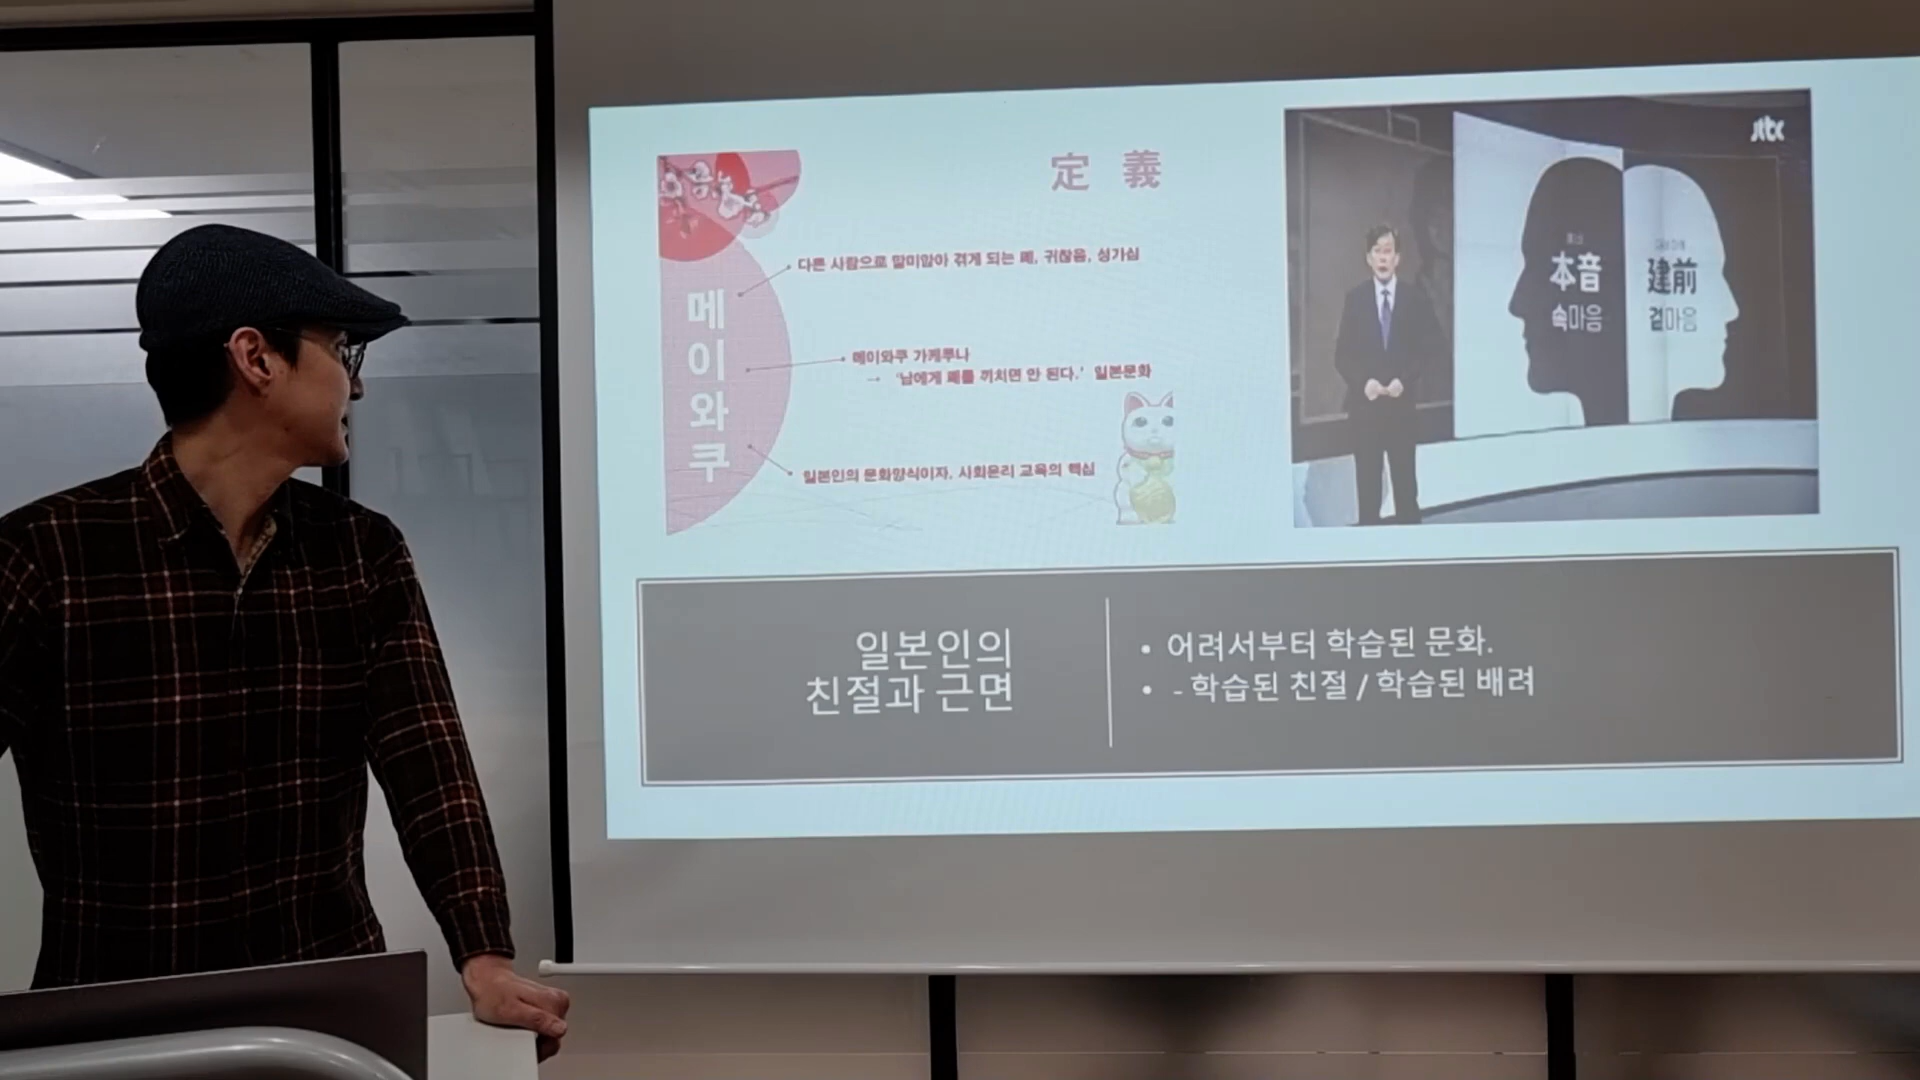 定 義
메이와쿠
다른 사람으로 말미암아 겪게 되는 폐, 귀찮음, 성가심
메이와쿠 가케루나
→ '남에게 폐를 끼치면 안 된다.' 일본문화
일본인의 문화양식이자, 사회윤리 교육의 핵심
jtbc
本音
속마음
建前
겉마음
일본인의
친절과 근면
• 어려서부터 학습된 문화.
• - 학습된 친절 / 학습된 배려